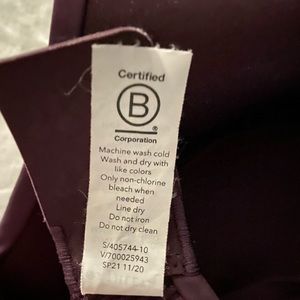 Certified
B
®
Corporation
Machine wash cold
Wash and dry with
like colors
Only non-chlorine
bleach when
needed
Line dry
Do not iron
Do not dry clean
S/405744-10
V/700025943
SP21 11/20